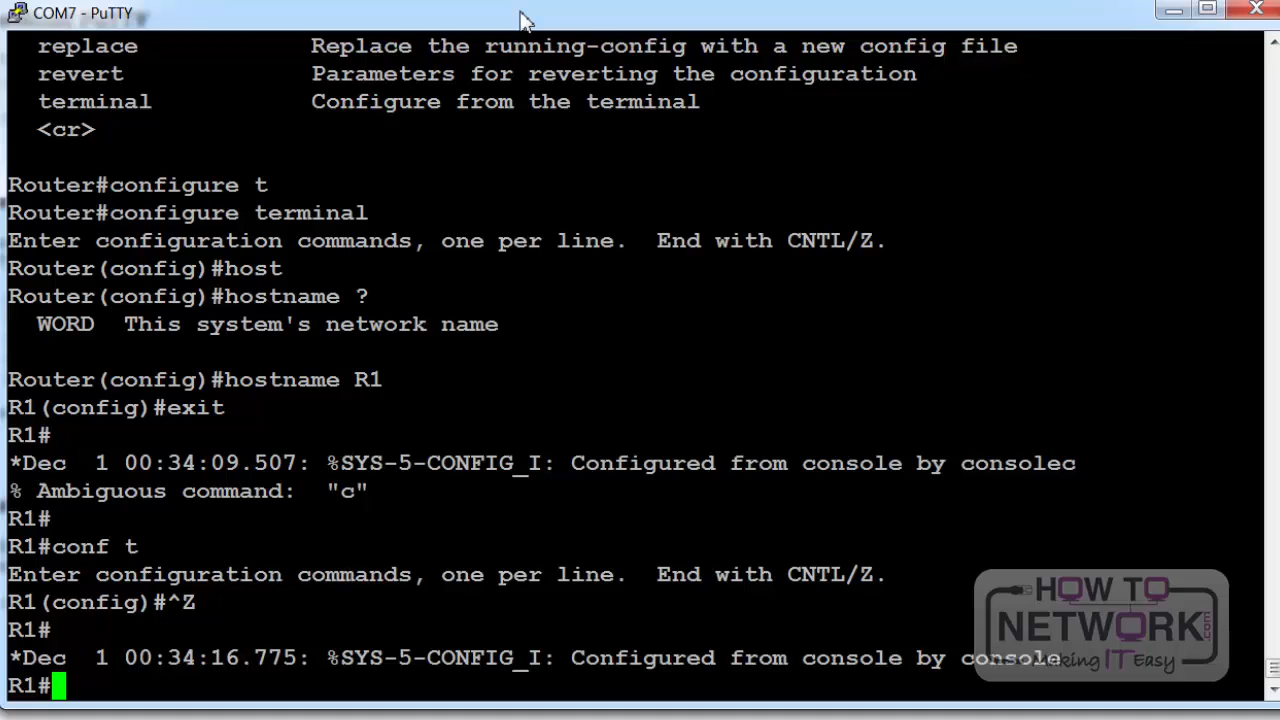 COM7 - PuTTY
replace Replace the running-config with a new config file
revert Parameters for reverting the configuration
terminal Configure from the terminal
<cr>
Router#configure t
Router#configure terminal
Enter configuration commands, one per line. End with CNTL/Z.
Router(config)#host
Router(config)#hostname ?
WORD This system's network name
Router(config)#hostname R1
R1(config)#exit
R1#
*Dec 1 00:34:09.507: %SYS-5-CONFIG_I: Configured from console by consolec
% Ambiguous command: "c"
R1#
R1#conf t
Enter configuration commands, one per line. End with CNTL/Z.
R1(config)#^Z
R1#
*Dec 1 00:34:16.775: %SYS-5-CONFIG_I: Configured from console by console
R1#
HOW TO
NETWORK.com
Making IT Easy